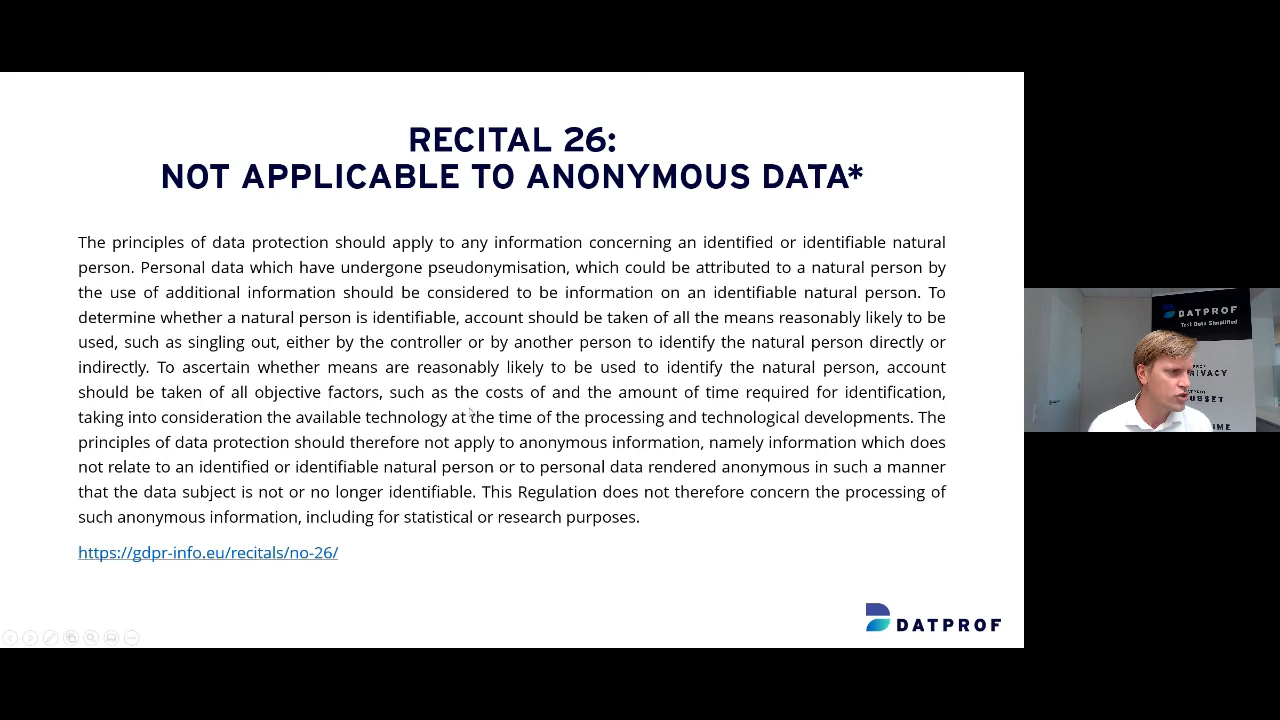 RECITAL 26:
NOT APPLICABLE TO ANONYMOUS DATA*
The principles of data protection should apply to any information concerning an identified or identifiable natural
person. Personal data which have undergone pseudonymisation, which could be attributed to a natural person by
the use of additional information should be considered to be information on an identifiable natural person. To
determine whether a natural person is identifiable, account should be taken of all the means reasonably likely to be
used, such as singling out, either by the controller or by another person to identify the natural person directly or
indirectly. To ascertain whether means are reasonably likely to be used to identify the natural person, account
should be taken of all objective factors, such as the costs of and the amount of time required for identification,
taking into consideration the available technology at the time of the processing and technological developments. The
principles of data protection should therefore not apply to anonymous information, namely information which does
not relate to an identified or identifiable natural person or to personal data rendered anonymous in such a manner
that the data subject is not or no longer identifiable. This Regulation does not therefore concern the processing of
such anonymous information, including for statistical or research purposes.
https://gdpr-info.eu/recitals/no-26/
DATPROF
DATPROF
Test Data Simplified